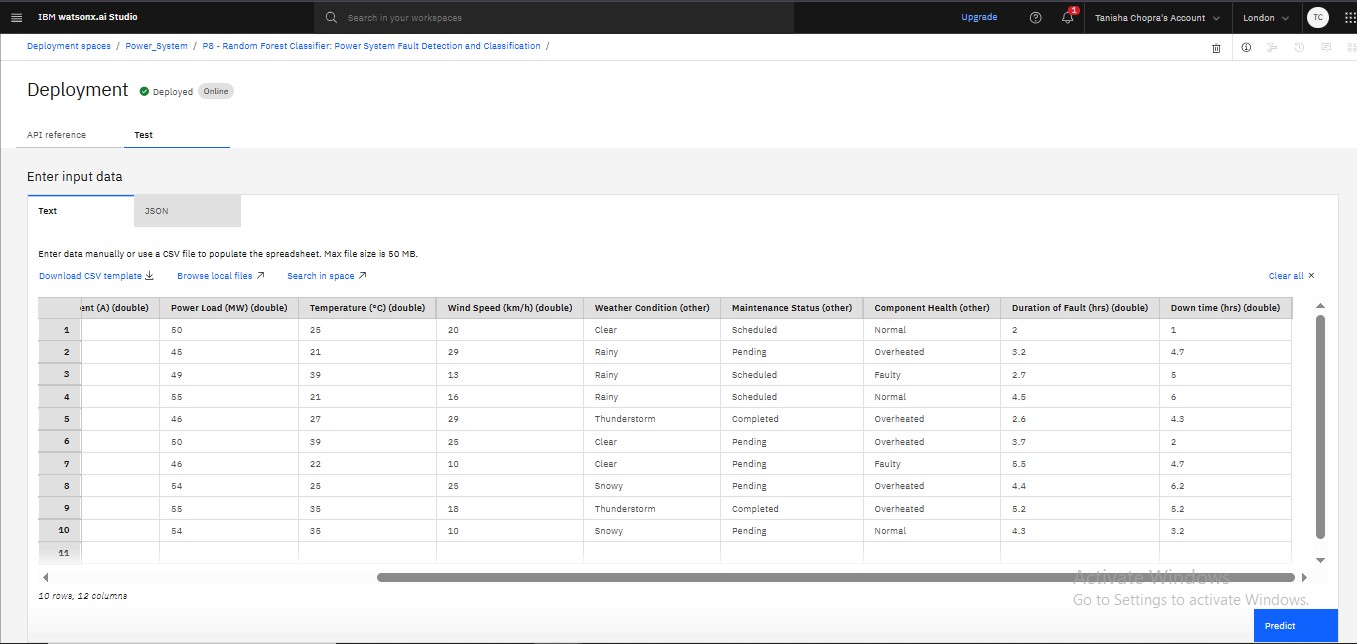 IBM watsonx.ai Studio Search in your workspaces Upgrade 1 Tanisha Chopra's Account London TC
Deployment spaces / Power_System / P8 - Random Forest Classifier: Power System Fault Detection and Classification /
Deployment Deployed Online
API reference Test
Enter input data
Text JSON
Enter data manually or use a CSV file to populate the spreadsheet. Max file size is 50 MB.
Download CSV template Browse local files Search in space Clear all
ent (A) (double) Power Load (MW) (double) Temperature (°C) (double) Wind Speed (km/h) (double) Weather Condition (other) Maintenance Status (other) Component Health (other) Duration of Fault (hrs) (double) Down time (hrs) (double)
1 50 25 20 Clear Scheduled Normal 2 1
2 45 21 29 Rainy Pending Overheated 3.2 4.7
3 49 39 13 Rainy Scheduled Faulty 2.7 5
4 55 21 16 Rainy Scheduled Normal 4.5 6
5 46 27 29 Thunderstorm Completed Overheated 2.6 4.3
6 50 39 25 Clear Pending Overheated 3.7 2
7 46 22 10 Clear Pending Faulty 5.5 4.7
8 54 25 25 Snowy Pending Overheated 4.4 6.2
9 55 35 18 Thunderstorm Completed Overheated 5.2 5.2
10 54 35 10 Snowy Pending Normal 4.3 3.2
11
10 rows, 12 columns
Activate Windows
Go to Settings to activate Windows.
Predict